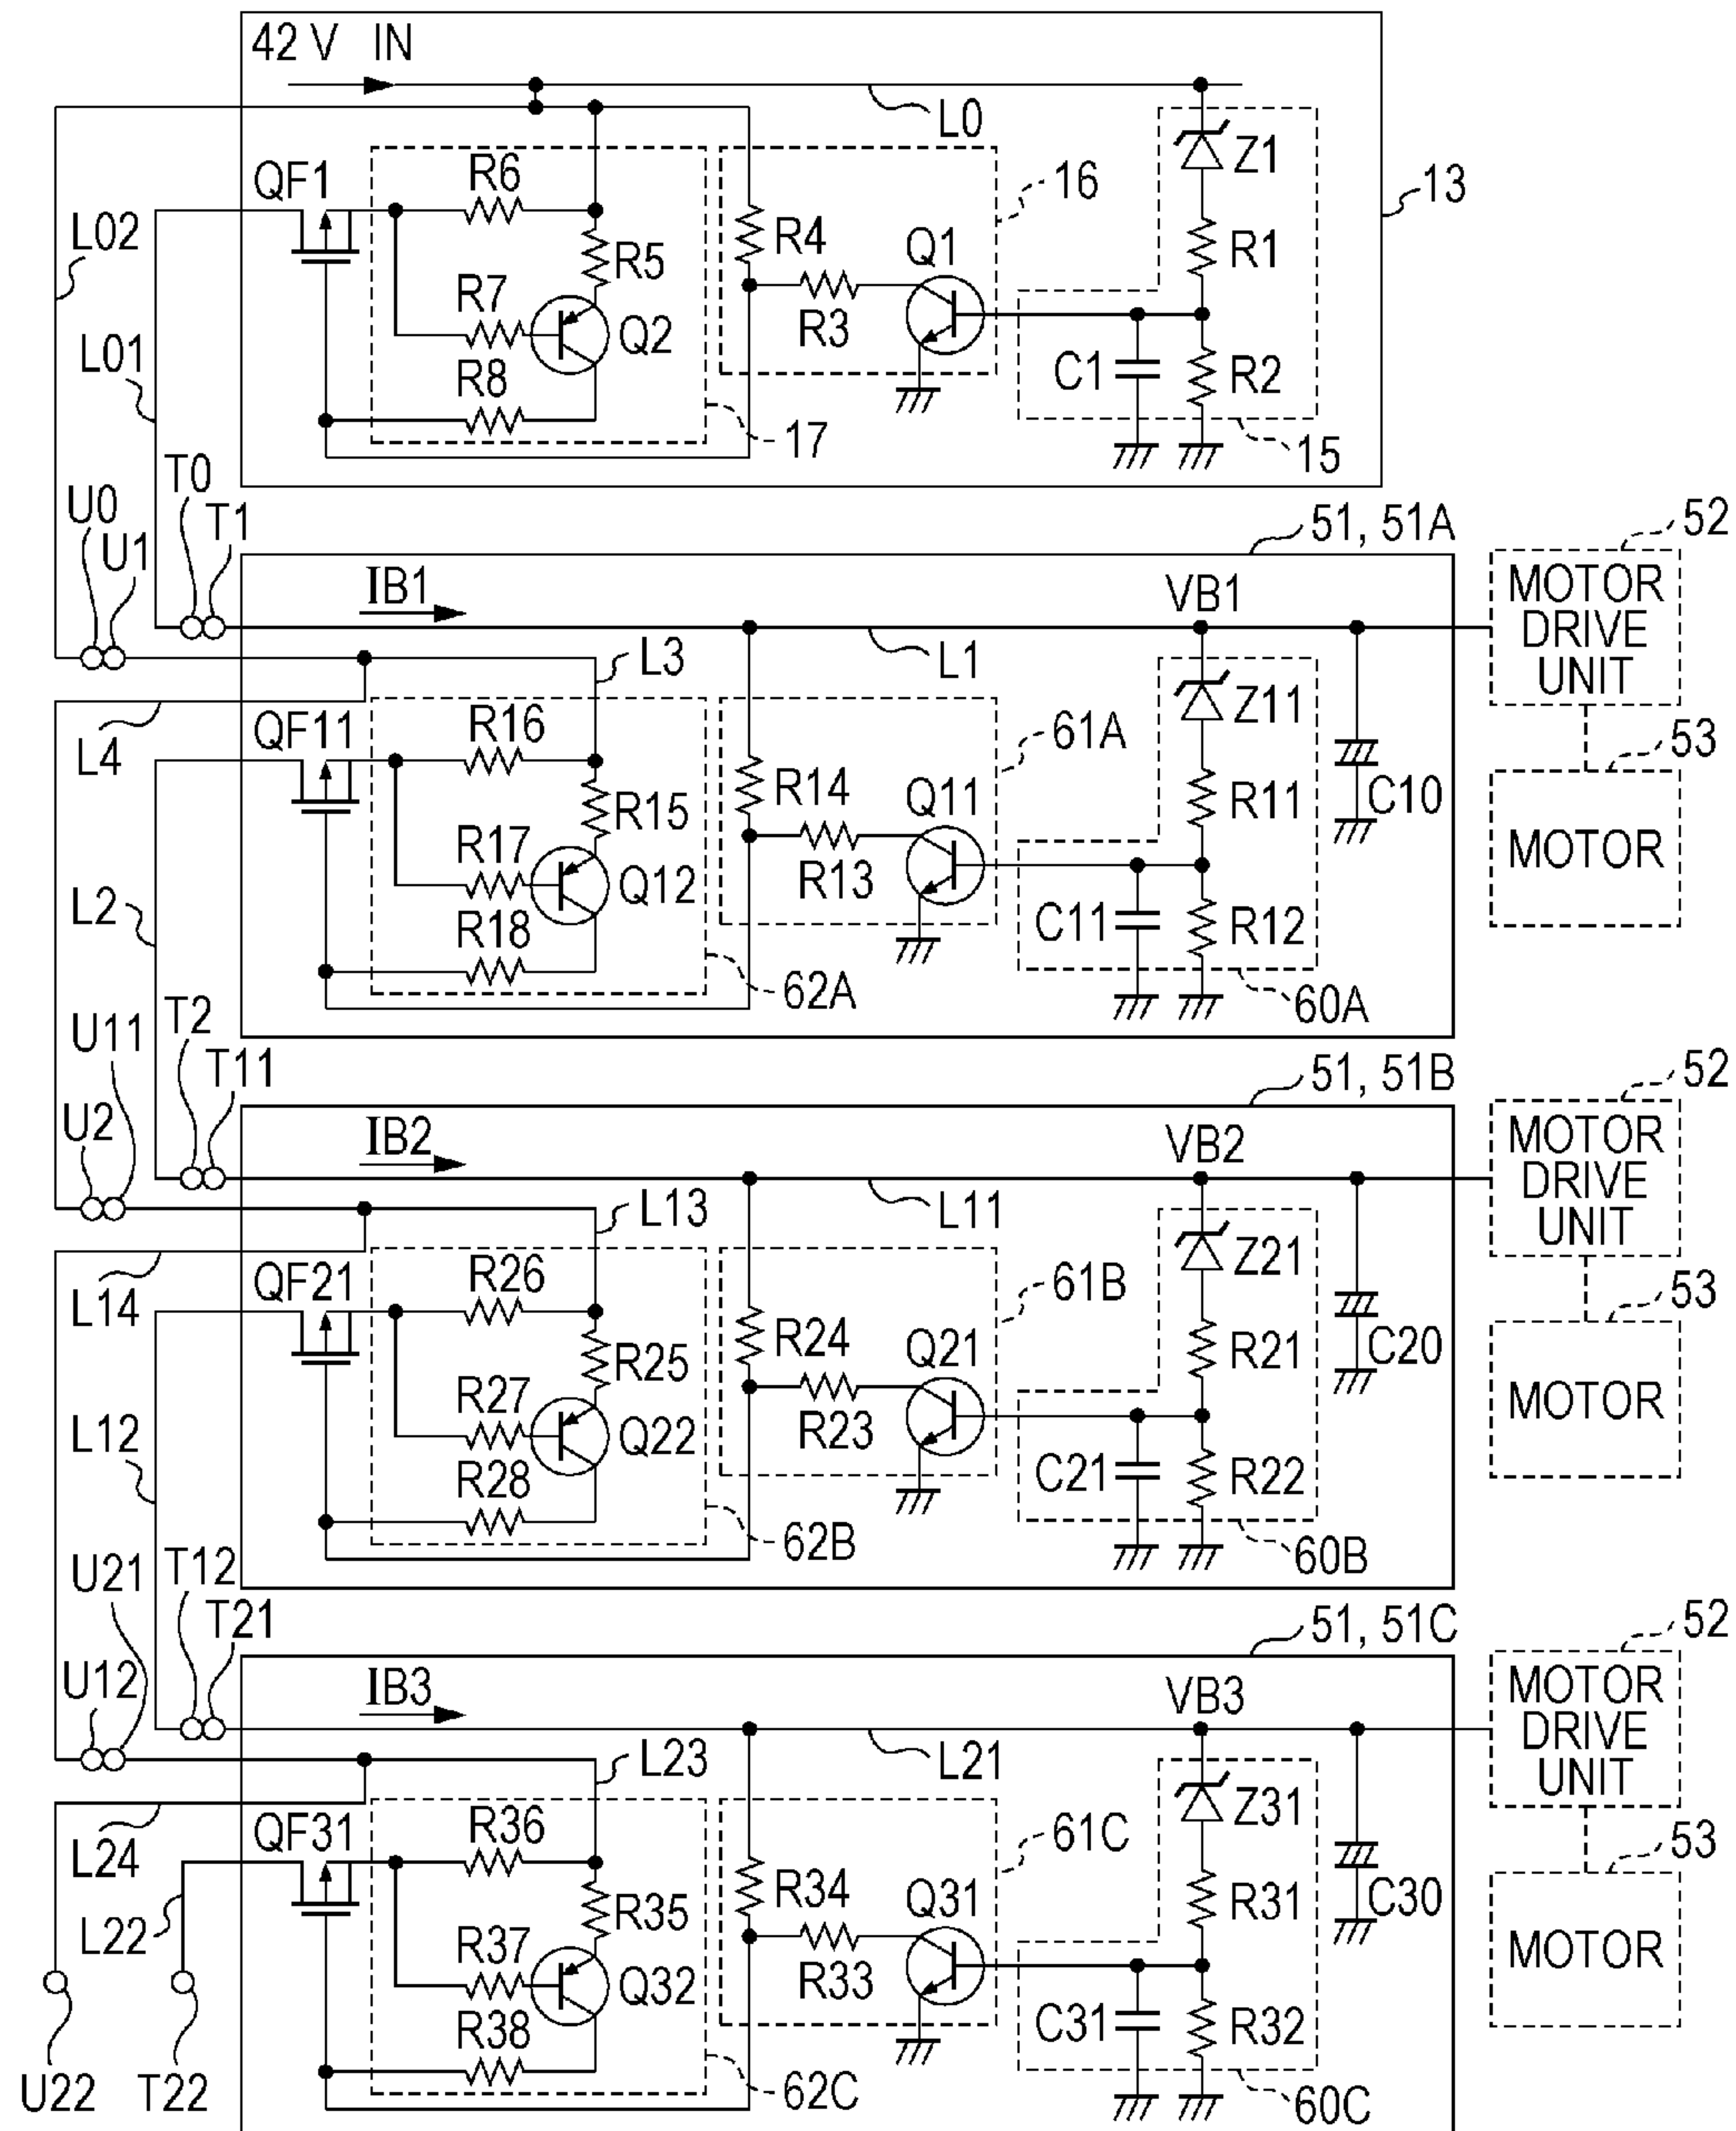 42 V IN
L0
QF1
R6
16
Z1
13
L02
R4
Q1
R1
R5
R7
R3
Q2
L01
R8
C1
R2
17
15
T0
U0
T1
U1
51, 51A
52
IB1
VB1
MOTOR
DRIVE
UNIT
L3
L1
L4
QF11
R16
61A
Z11
53
R14
Q11
R11
C10
R15
MOTOR
R17
R13
Q12
L2
R18
C11
R12
62A
60A
T2
U11
T11
51, 51B
52
U2
IB2
VB2
MOTOR
DRIVE
UNIT
L13
L11
L14
QF21
R26
61B
Z21
53
R24
Q21
R21
C20
R25
MOTOR
R27
R23
Q22
L12
R28
C21
R22
62B
60B
T12
U21
T21
51, 51C
52
U12
IB3
VB3
MOTOR
DRIVE
UNIT
L23
L21
L24
QF31
R36
61C
Z31
53
R34
Q31
R31
C30
R35
MOTOR
L22
R37
R33
Q32
R38
C31
R32
U22
T22
62C
60C